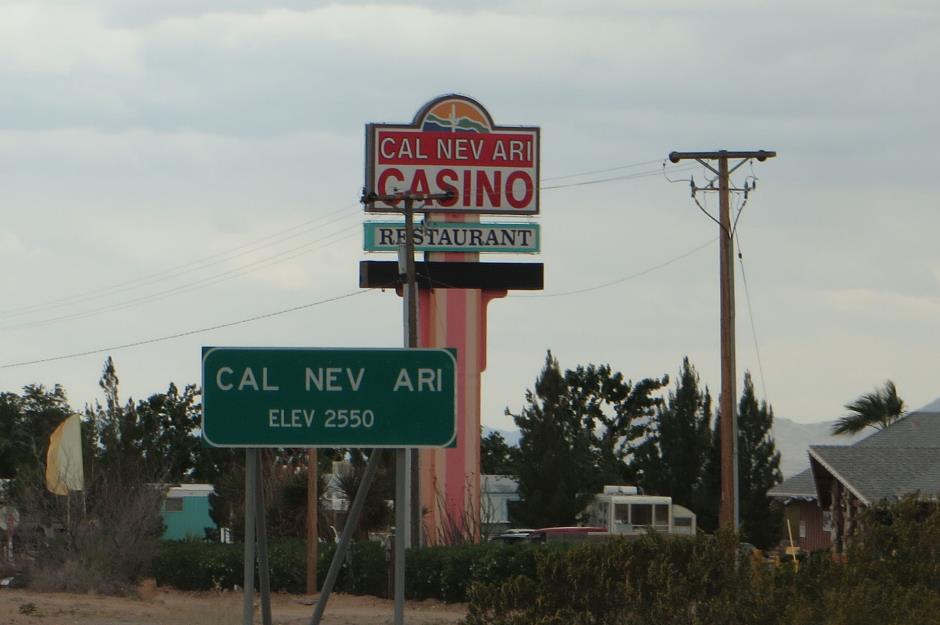 CAL NEV ARI
CASINO
RESTAURANT
CAL NEV ARI
ELEV 2550